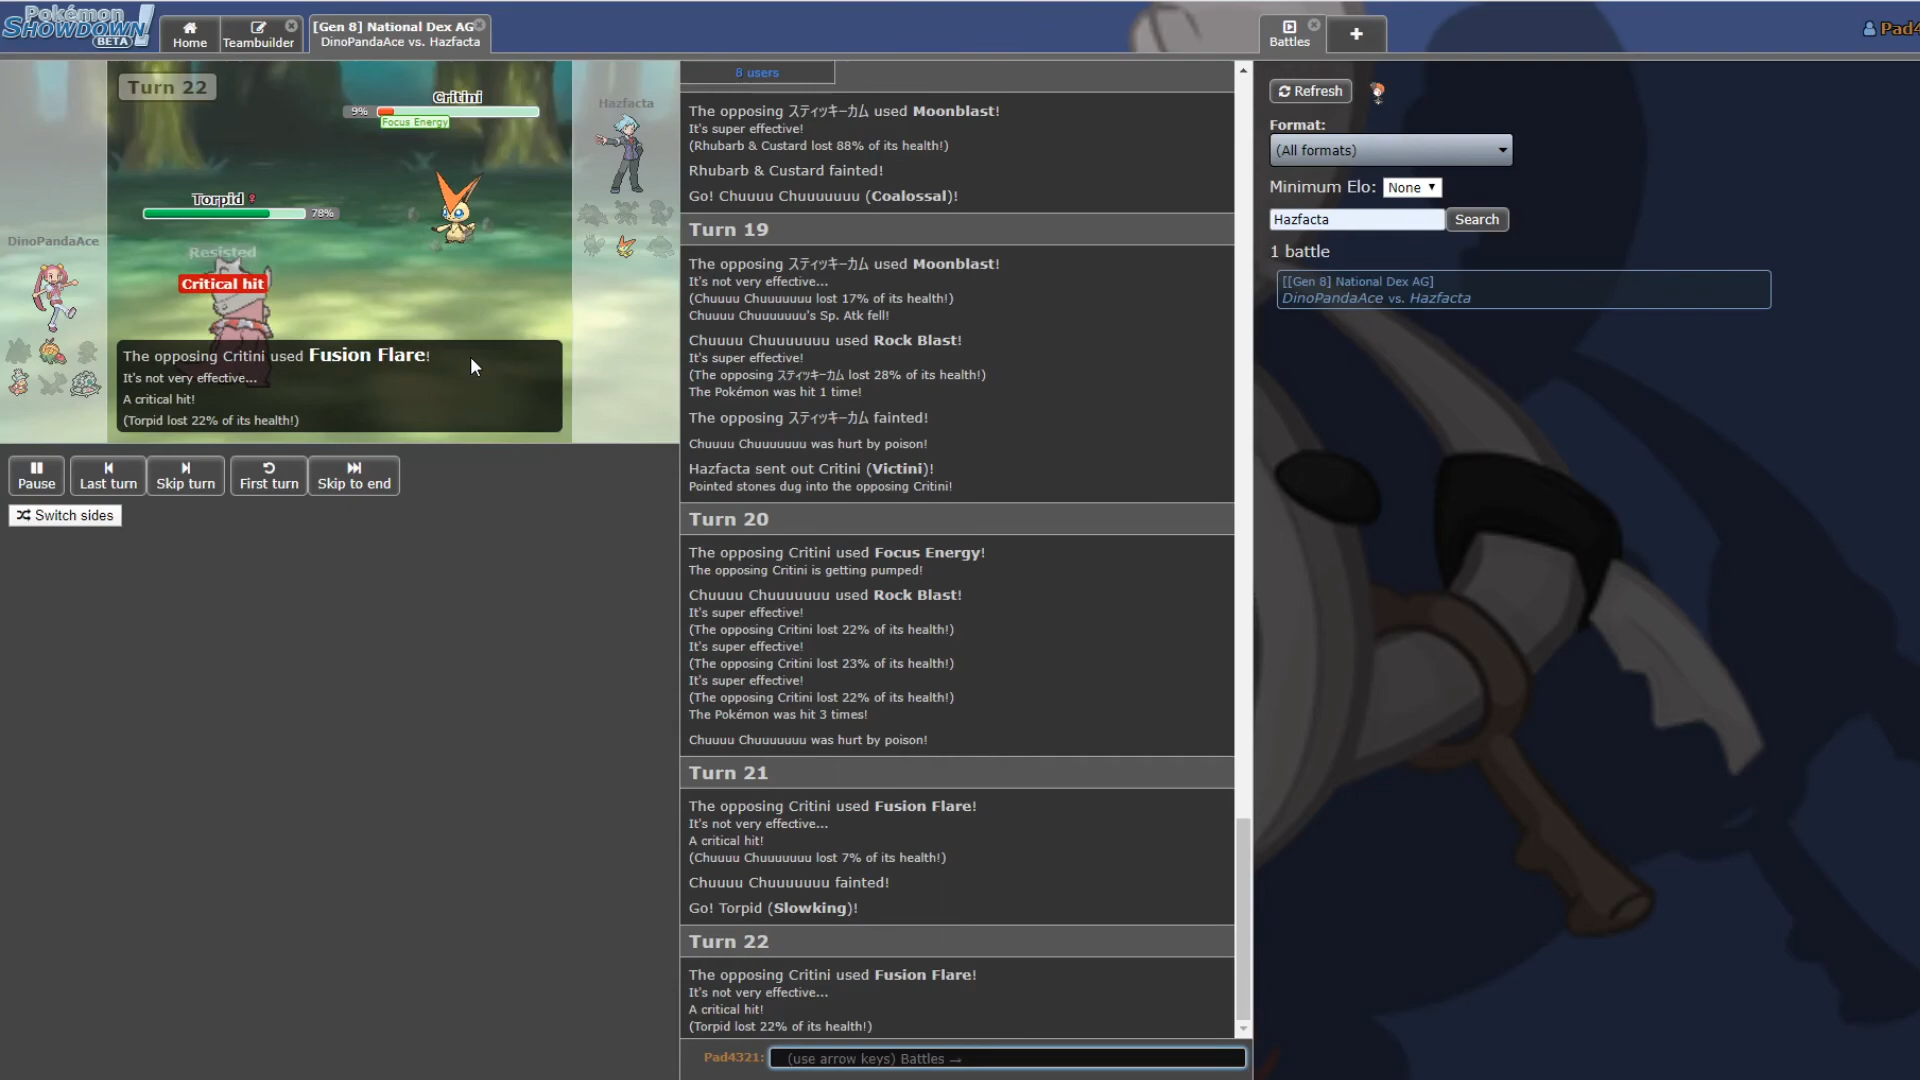 Pokémon
SHOWDOWN!
BETA
Home
Teambuilder
[Gen 8] National Dex AG
DinoPandaAce vs. Hazfacta
Battles
+
Turn 22
Critini
9%
Focus Energy
Torpid ♀
78%
Hazfacta
DinoPandaAce
Resisted
Critical hit
The opposing Critini used Fusion Flare!
It's not very effective...
A critical hit!
(Torpid lost 22% of its health!)
Pause
Last turn
Skip turn
First turn
Skip to end
Switch sides
8 users
The opposing スティッキーカム used Moonblast!
It's super effective!
(Rhubarb & Custard lost 88% of its health!)
Rhubarb & Custard fainted!
Go! Chuuuu Chuuuuuuu (Coalossal)!
Turn 19
The opposing スティッキーカム used Moonblast!
It's not very effective...
(Chuuuu Chuuuuuuu lost 17% of its health!)
Chuuuu Chuuuuuuu's Sp. Atk fell!
Chuuuu Chuuuuuuu used Rock Blast!
It's super effective!
(The opposing スティッキーカム lost 28% of its health!)
The Pokémon was hit 1 time!
The opposing スティッキーカム fainted!
Chuuuu Chuuuuuuu was hurt by poison!
Hazfacta sent out Critini (Victini)!
Pointed stones dug into the opposing Critini!
Turn 20
The opposing Critini used Focus Energy!
The opposing Critini is getting pumped!
Chuuuu Chuuuuuuu used Rock Blast!
It's super effective!
(The opposing Critini lost 22% of its health!)
It's super effective!
(The opposing Critini lost 23% of its health!)
It's super effective!
(The opposing Critini lost 22% of its health!)
The Pokémon was hit 3 times!
Chuuuu Chuuuuuuu was hurt by poison!
Turn 21
The opposing Critini used Fusion Flare!
It's not very effective...
A critical hit!
(Chuuuu Chuuuuuuu lost 7% of its health!)
Chuuuu Chuuuuuuu fainted!
Go! Torpid (Slowking)!
Turn 22
The opposing Critini used Fusion Flare!
It's not very effective...
A critical hit!
(Torpid lost 22% of its health!)
Pad4321: (use arrow keys) Battles →
Refresh
Format:
(All formats)
Minimum Elo: None
Hazfacta Search
1 battle
[[Gen 8] National Dex AG]
DinoPandaAce vs. Hazfacta